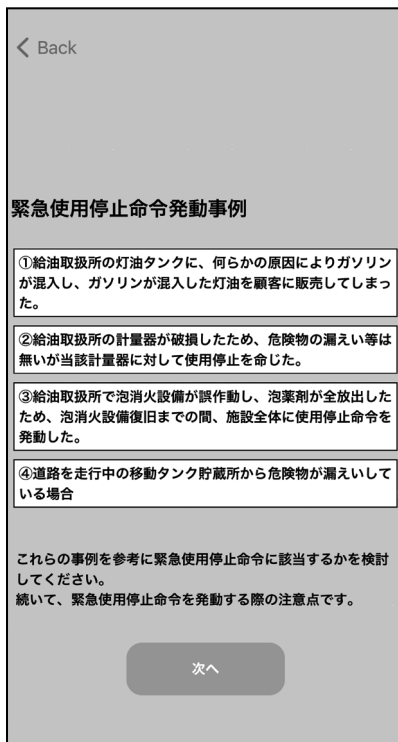 Back
緊急使用停止命令発動事例
①給油取扱所の灯油タンクに、何らかの原因によりガソリン
が混入し、ガソリンが混入した灯油を顧客に販売してしまっ
た。
②給油取扱所の計量器が破損したため、危険物の漏えい等は
無いが当該計量器に対して使用停止を命じた。
③給油取扱所で泡消火設備が誤作動し、泡薬剤が全放出した
ため、泡消火設備復旧までの間、施設全体に使用停止命令を
発動した。
④道路を走行中の移動タンク貯蔵所から危険物が漏えいして
いる場合
これらの事例を参考に緊急使用停止命令に該当するかを検討
してください。
続いて、緊急使用停止命令を発動する際の注意点です。
次へ